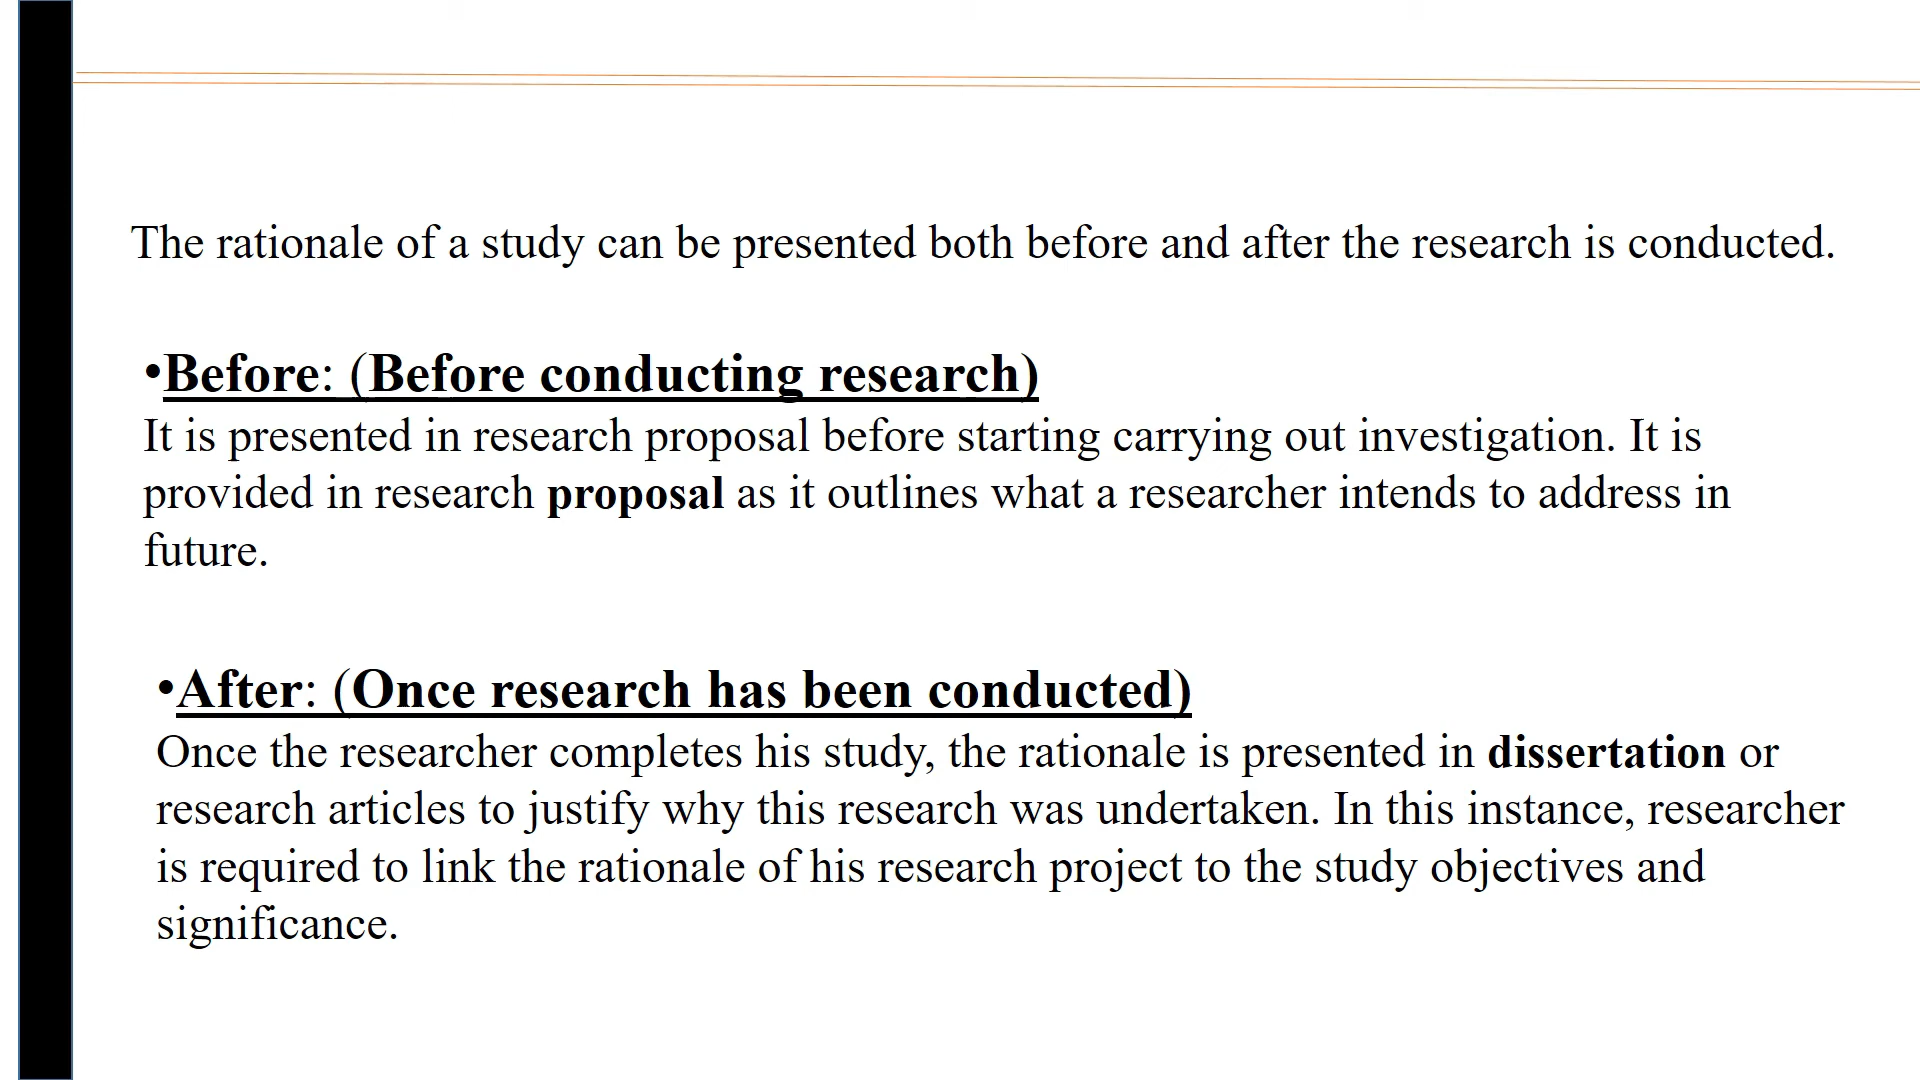 The rationale of a study can be presented both before and after the research is conducted.
•Before: (Before conducting research)
It is presented in research proposal before starting carrying out investigation. It is
provided in research proposal as it outlines what a researcher intends to address in
future.
•After: (Once research has been conducted)
Once the researcher completes his study, the rationale is presented in dissertation or
research articles to justify why this research was undertaken. In this instance, researcher
is required to link the rationale of his research project to the study objectives and
significance.